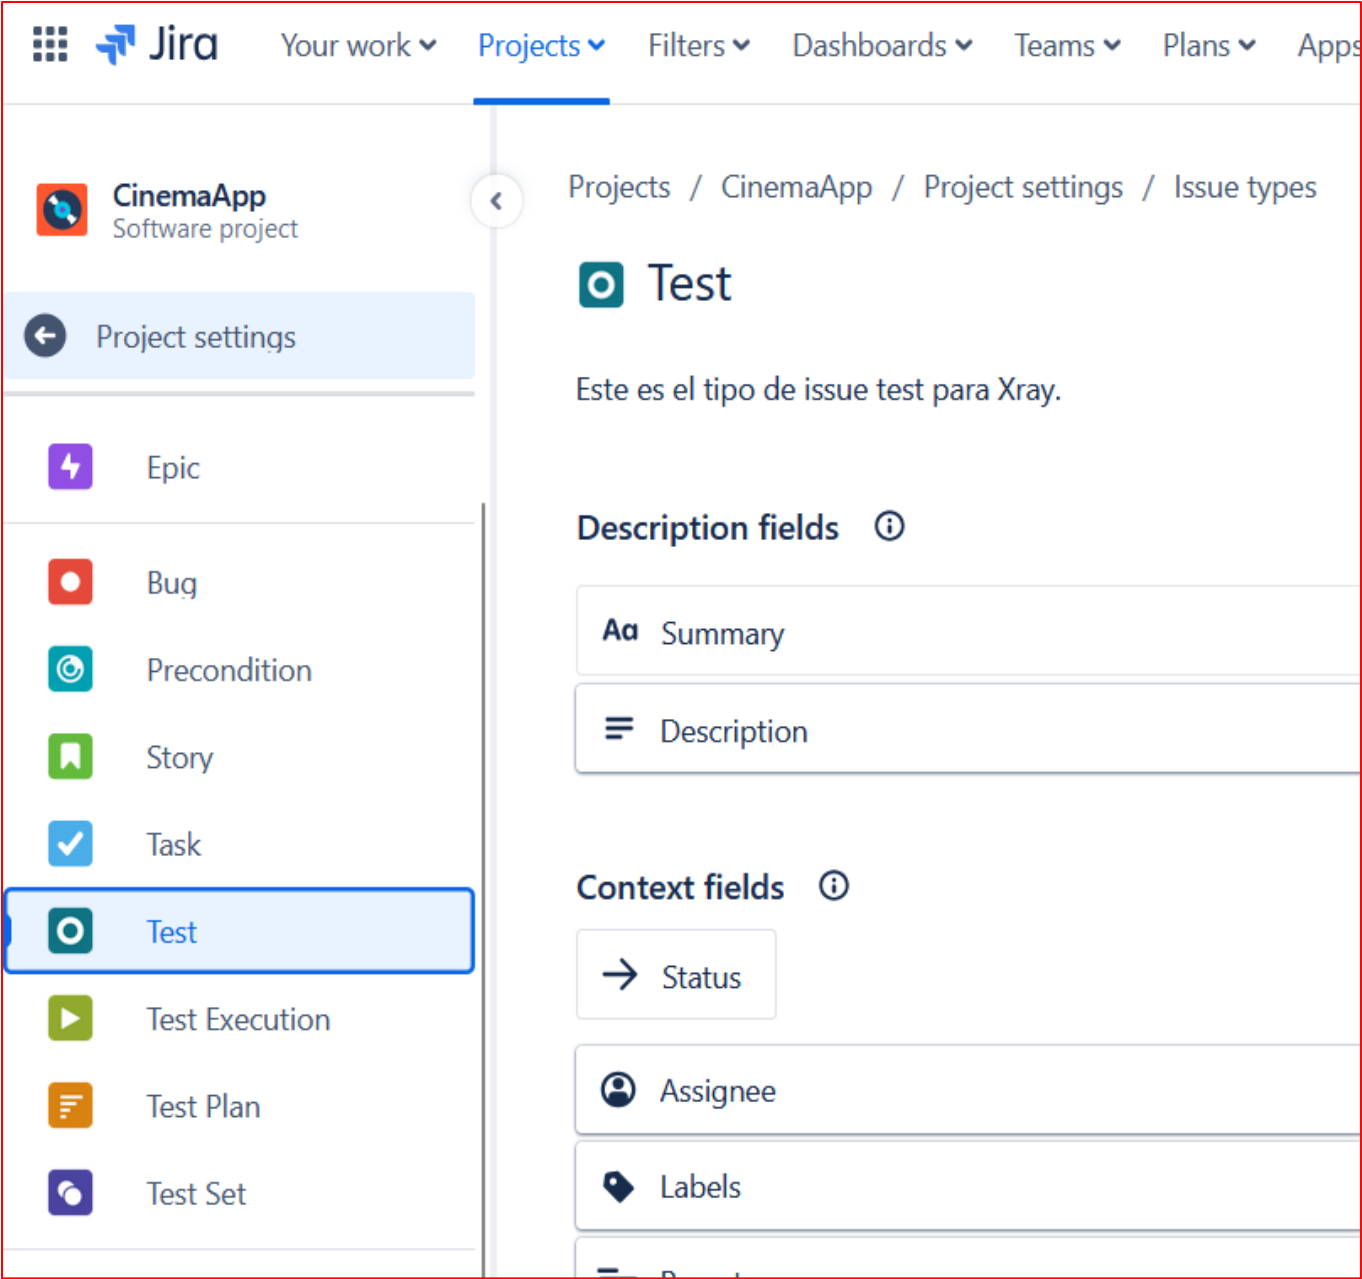 Jira Your work Projects Filters Dashboards Teams Plans Apps
CinemaApp
Software project
Project settings
Epic
Bug
Precondition
Story
Task
Test
Test Execution
Test Plan
Test Set
Projects / CinemaApp / Project settings / Issue types
Test
Este es el tipo de issue test para Xray.
Description fields
Aa Summary
Description
Context fields
Status
Assignee
Labels